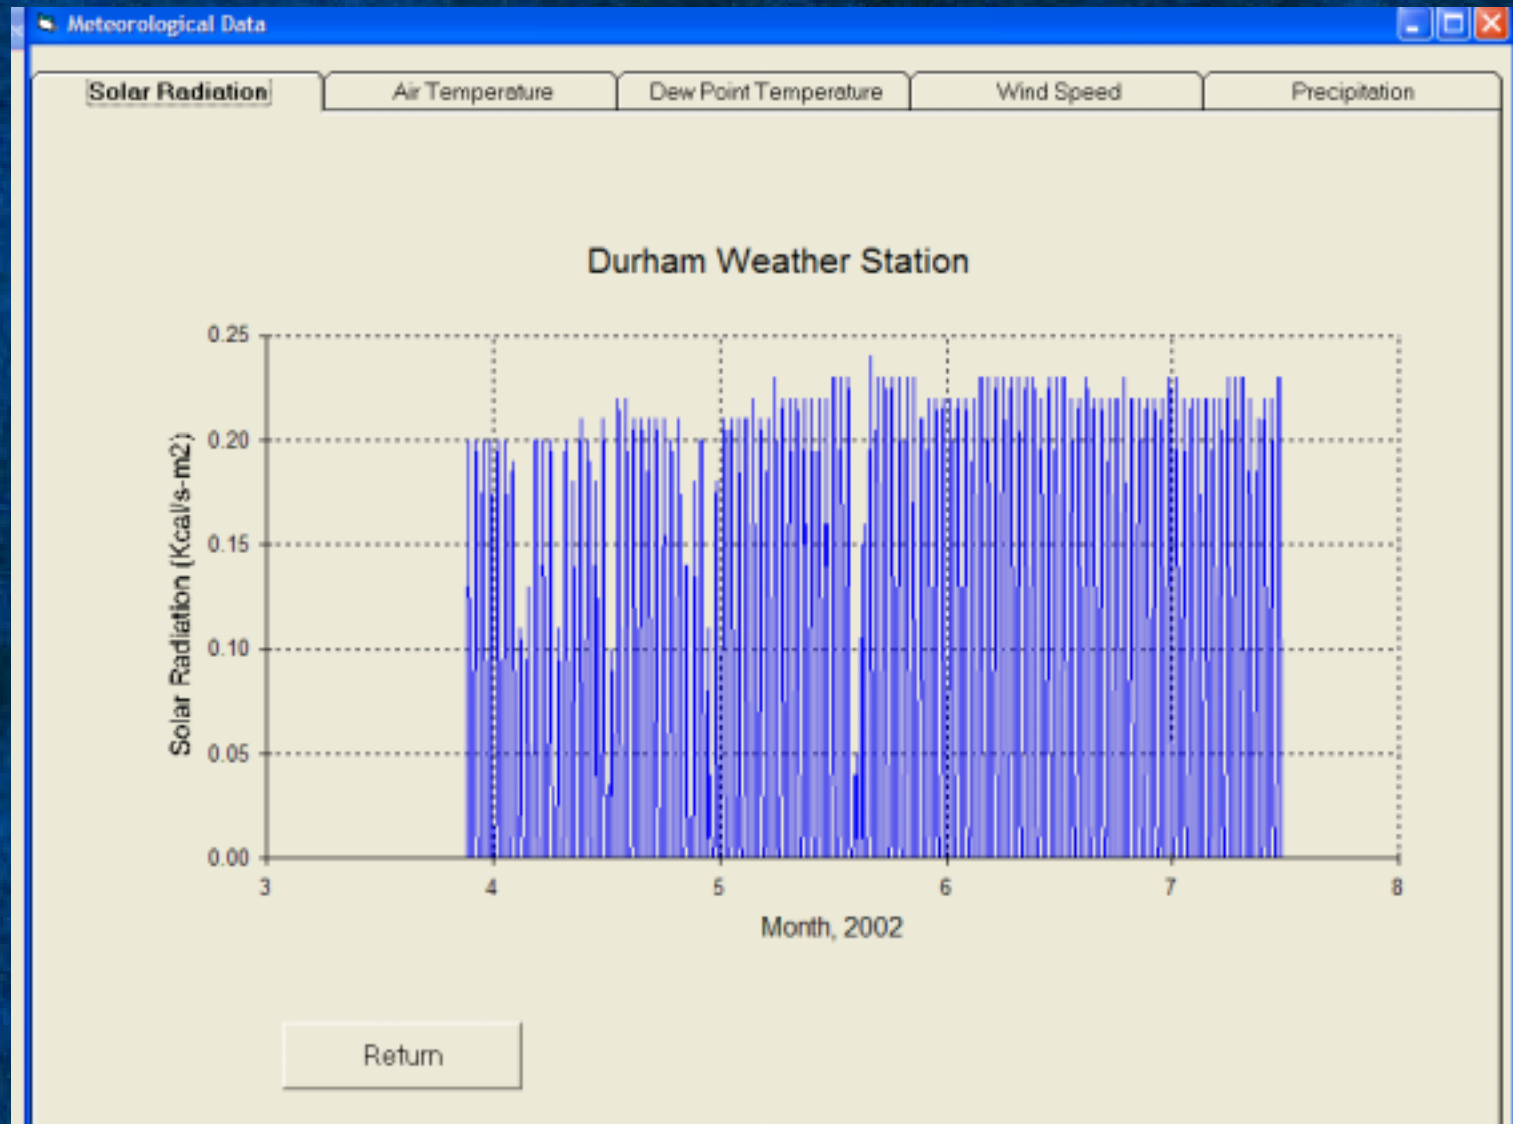 Meteorological Data
Solar Radiation Air Temperature Dew Point Temperature Wind Speed Precipitation
Durham Weather Station
0.25
0.20
0.15
0.10
0.05
0.00
Solar Radiation (Kcal/s-m2)
3 4 5 6 7 8
Month, 2002
Return